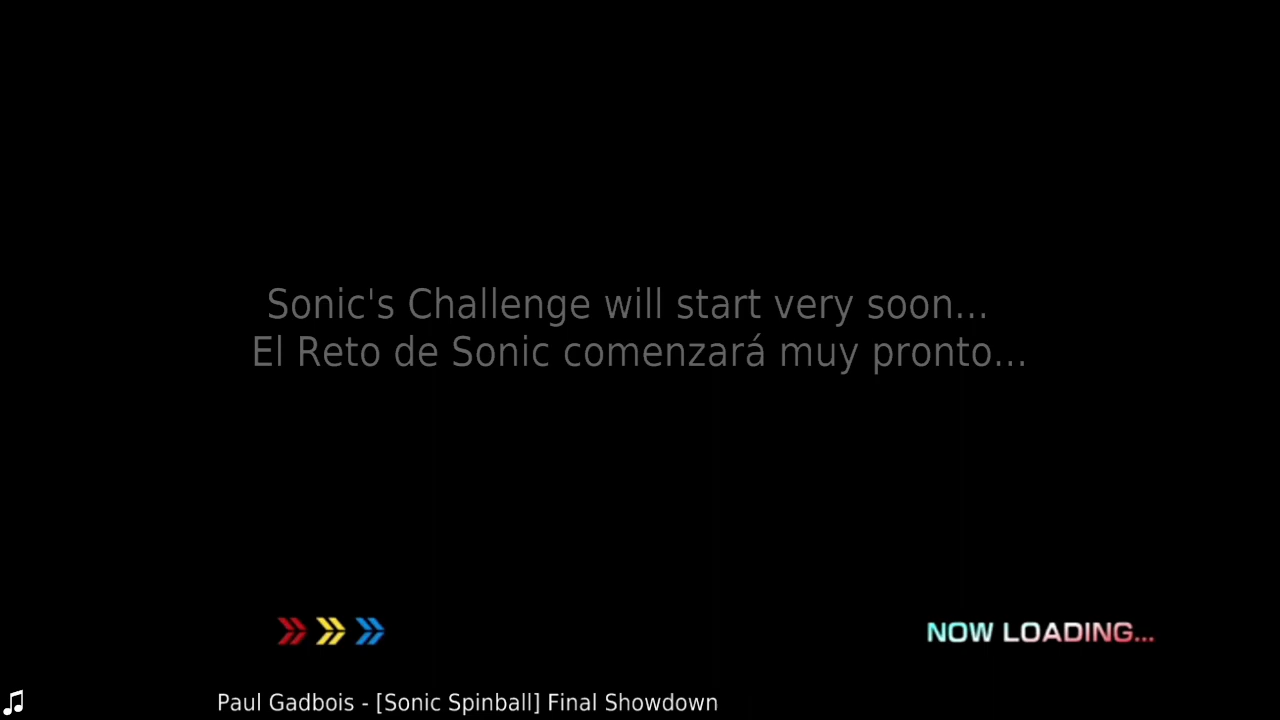 Sonic's Challenge will start very soon...
El Reto de Sonic comenzará muy pronto...
NOW LOADING...
Paul Gadbois - [Sonic Spinball] Final Showdown